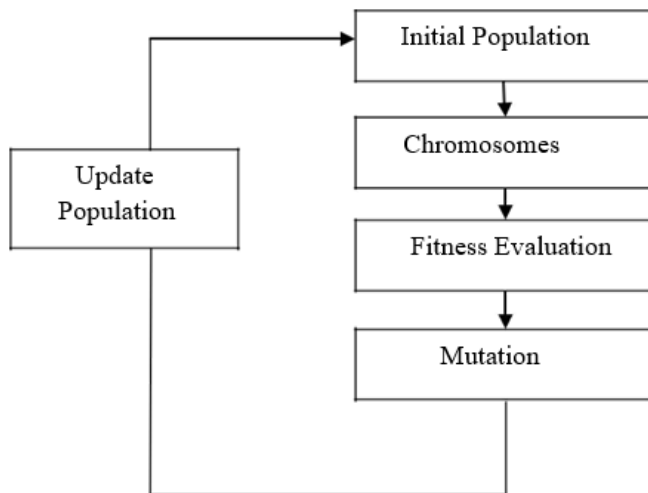 Initial Population
Chromosomes
Update
Population
Fitness Evaluation
Mutation